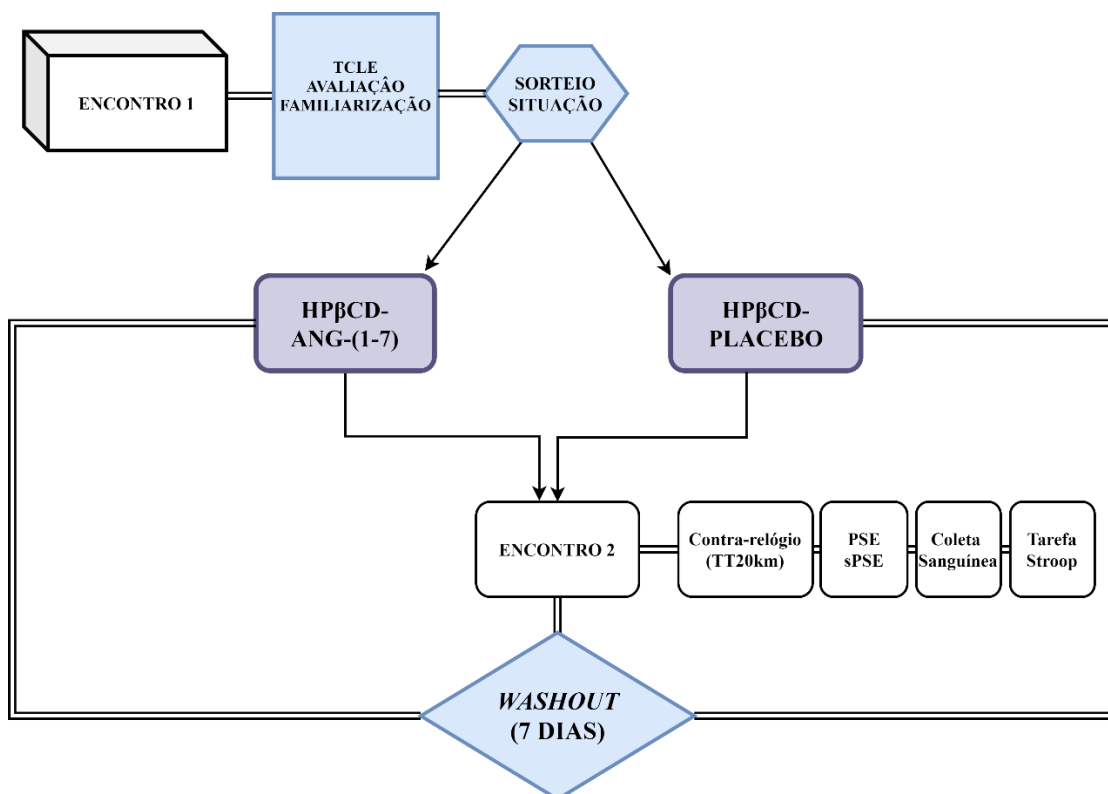 ENCONTRO 1
TCLE
AVALIAÇÃO
FAMILIARIZAÇÃO
SORTEIO
SITUAÇÃO
HPβCD-
ANG-(1-7)
HPβCD-
PLACEBO
ENCONTRO 2
Contra-relógio
(TT20km)
PSE
sPSE
Coleta
Sanguínea
Tarefa
Stroop
WASHOUT
(7 DIAS)